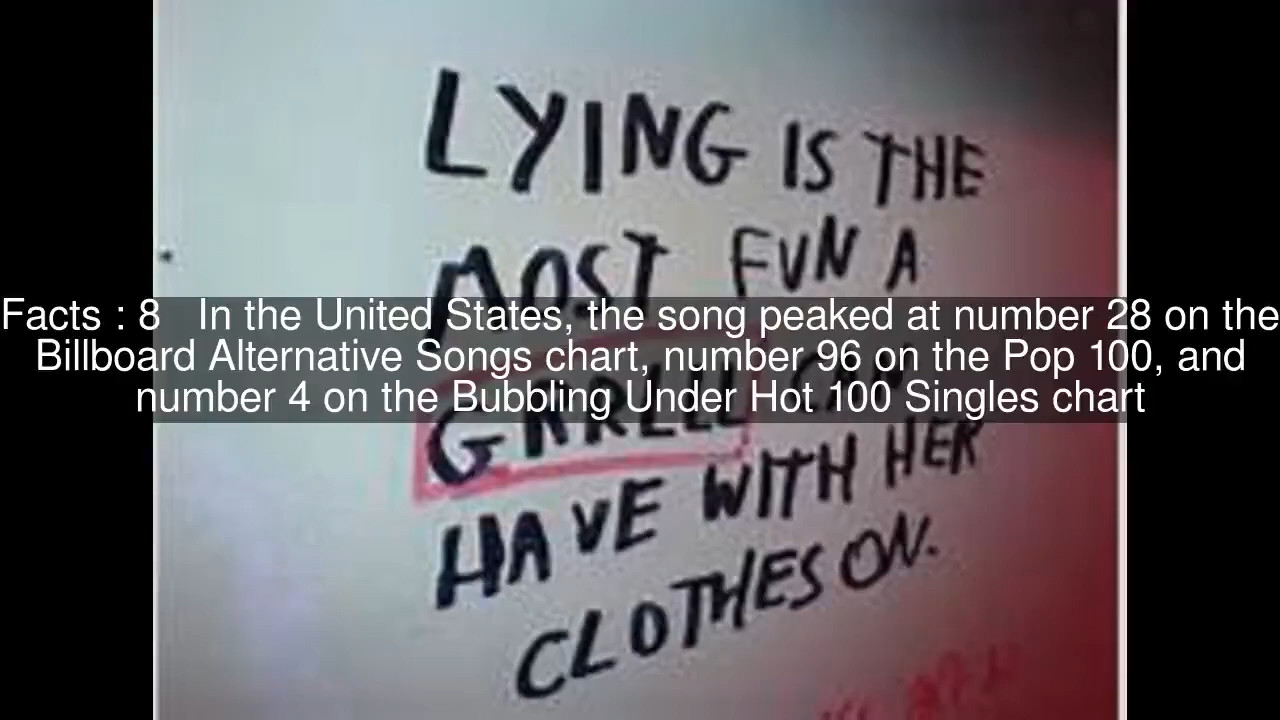 LYING IS THE
MOST FUN A
Facts : 8 In the United States, the song peaked at number 28 on the
Billboard Alternative Songs chart, number 96 on the Pop 100, and
number 4 on the Bubbling Under Hot 100 Singles chart
HAVE WITH HER
CLOTHES ON.